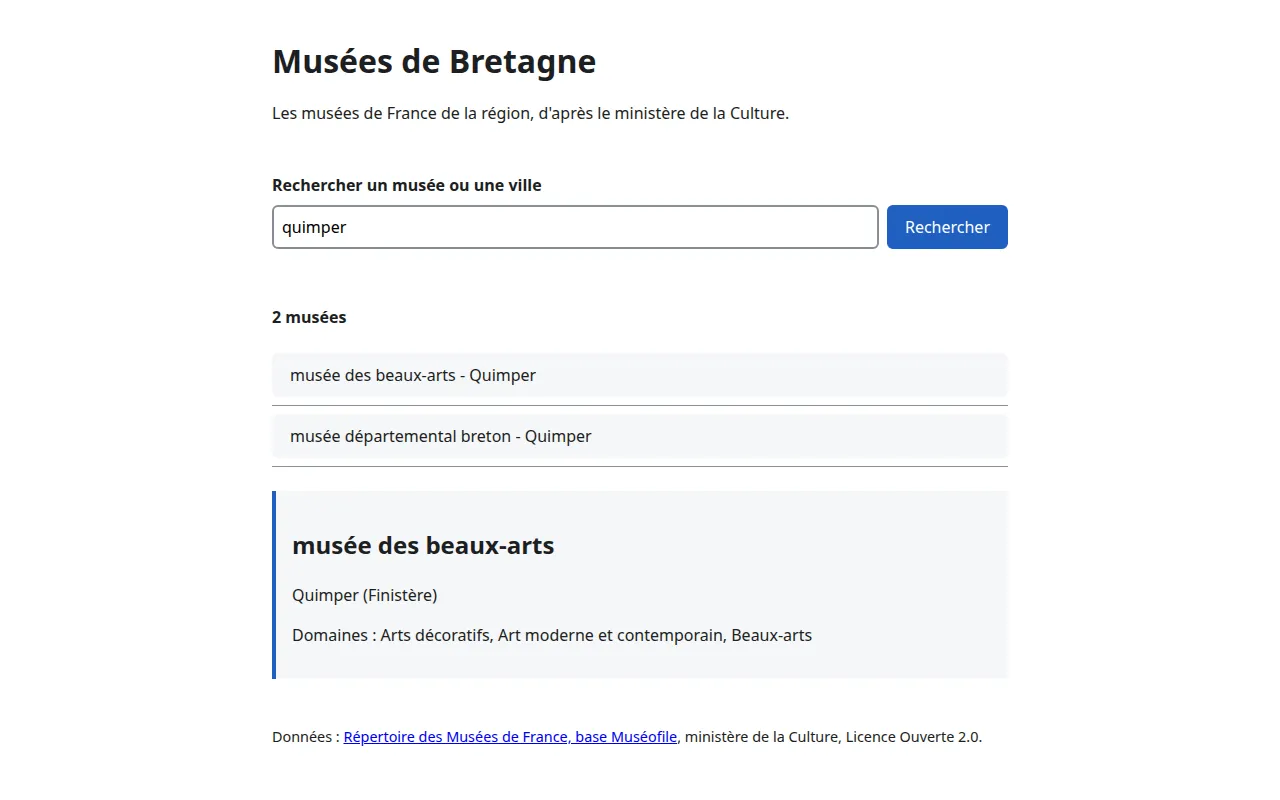 Musées de Bretagne
Les musées de France de la région, d'après le ministère de la Culture.
Rechercher un musée ou une ville
quimper
Rechercher
2 musées
musée des beaux-arts - Quimper
musée départemental breton - Quimper
musée des beaux-arts
Quimper (Finistère)
Domaines : Arts décoratifs, Art moderne et contemporain, Beaux-arts
Données : Répertoire des Musées de France, base Muséofile, ministère de la Culture, Licence Ouverte 2.0.